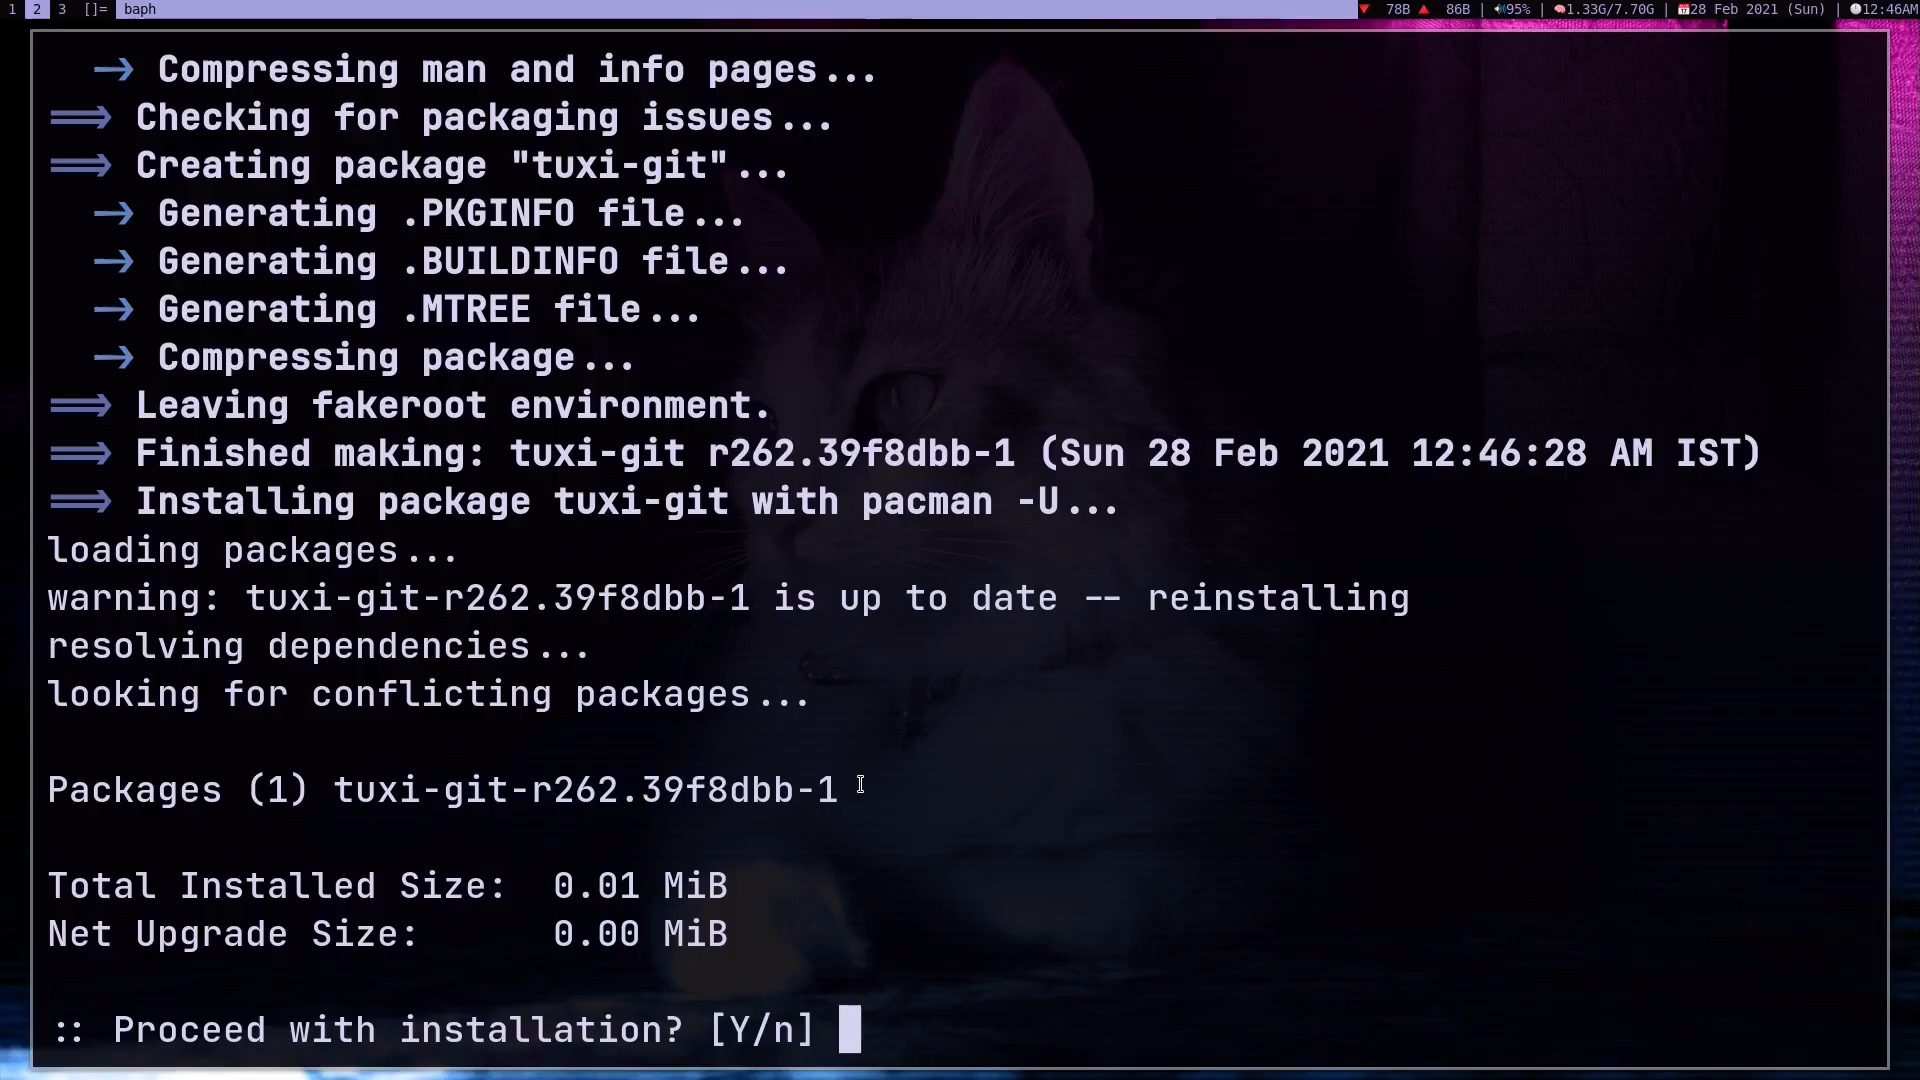 1 2 3 []= baph 78B 86B | 95% | 1.33G/7.70G | 28 Feb 2021 (Sun) | 12:46AM
→ Compressing man and info pages...
⟹ Checking for packaging issues...
⟹ Creating package "tuxi-git"...
→ Generating .PKGINFO file...
→ Generating .BUILDINFO file...
→ Generating .MTREE file...
→ Compressing package...
⟹ Leaving fakeroot environment.
⟹ Finished making: tuxi-git r262.39f8dbb-1 (Sun 28 Feb 2021 12:46:28 AM IST)
⟹ Installing package tuxi-git with pacman -U...
loading packages...
warning: tuxi-git-r262.39f8dbb-1 is up to date -- reinstalling
resolving dependencies...
looking for conflicting packages...
Packages (1) tuxi-git-r262.39f8dbb-1
Total Installed Size: 0.01 MiB
Net Upgrade Size: 0.00 MiB
:: Proceed with installation? [Y/n]